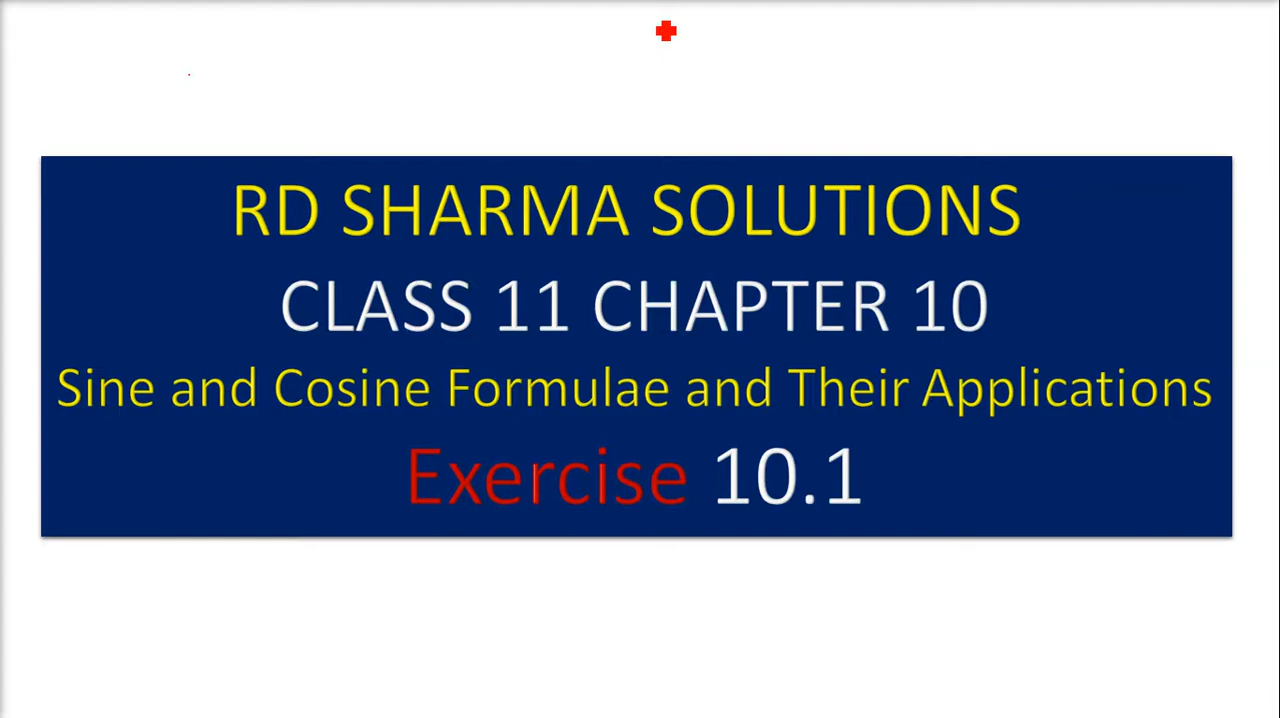 RD SHARMA SOLUTIONS
CLASS 11 CHAPTER 10
Sine and Cosine Formulae and Their Applications
Exercise 10.1